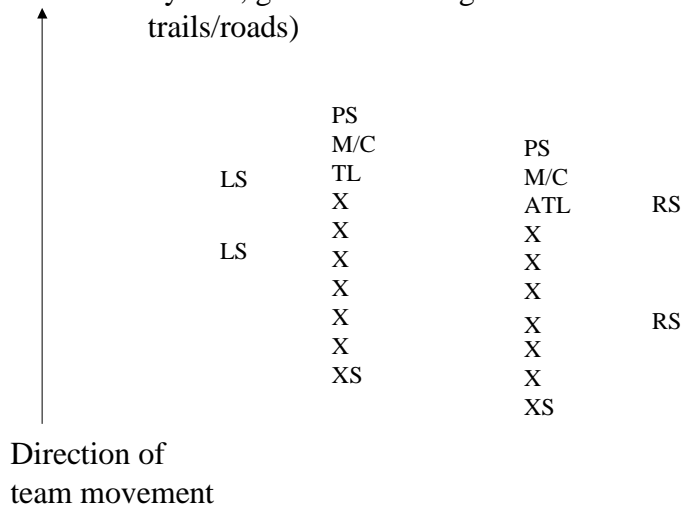 trails/roads)
LS
LS
PS
M/C
TL
X
X
X
X
X
X
XS
PS
M/C
ATL
X
X
X
X
X
X
XS
RS
RS
Direction of
team movement